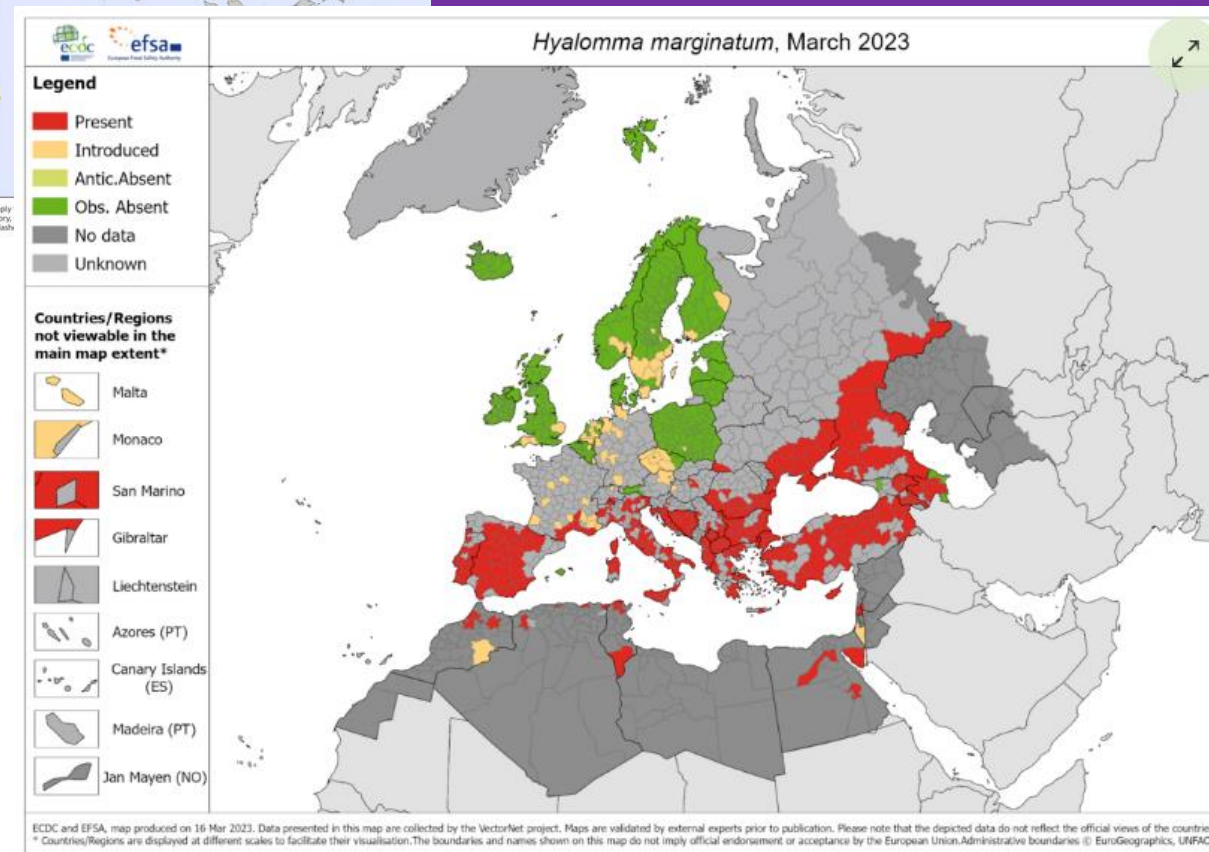 ecdc
efsa
European Food Safety Authority
Hyalomma marginatum, March 2023
Legend
Present
Introduced
Antic.Absent
Obs. Absent
No data
Unknown
Countries/Regions
not viewable in the
main map extent*
Malta
Monaco
San Marino
Gibraltar
Liechtenstein
Azores (PT)
Canary Islands
(ES)
Madeira (PT)
Jan Mayen (NO)
ECDC and EFSA, map produced on 16 Mar 2023. Data presented in this map are collected by the VectorNet project. Maps are validated by external experts prior to publication. Please note that the depicted data do not reflect the official views of the countrie
* Countries/Regions are displayed at different scales to facilitate their visualisation.The boundaries and names shown on this map do not imply official endorsement or acceptance by the European Union.Administrative boundaries © EuroGeographics, UNFAO